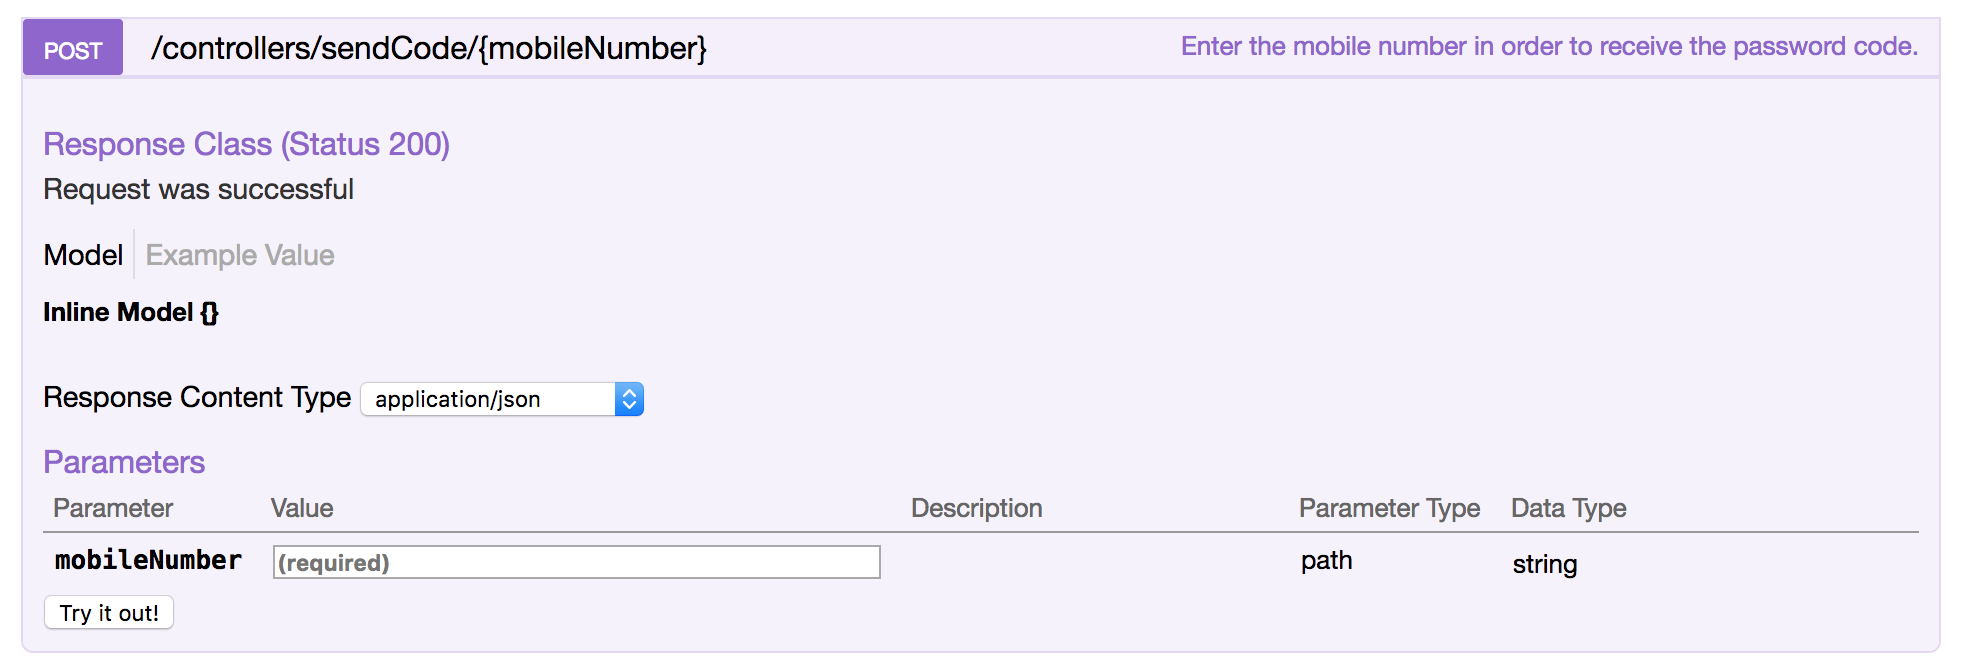 POST /controllers/sendCode/{mobileNumber} Enter the mobile number in order to receive the password code.
Response Class (Status 200)
Request was successful
Model Example Value
Inline Model {}
Response Content Type application/json
Parameters
Parameter Value Description Parameter Type Data Type
mobileNumber (required) path string
Try it out!